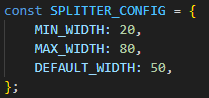 const SPLITTER_CONFIG = {
    MIN_WIDTH: 20,
    MAX_WIDTH: 80,
    DEFAULT_WIDTH: 50,
};